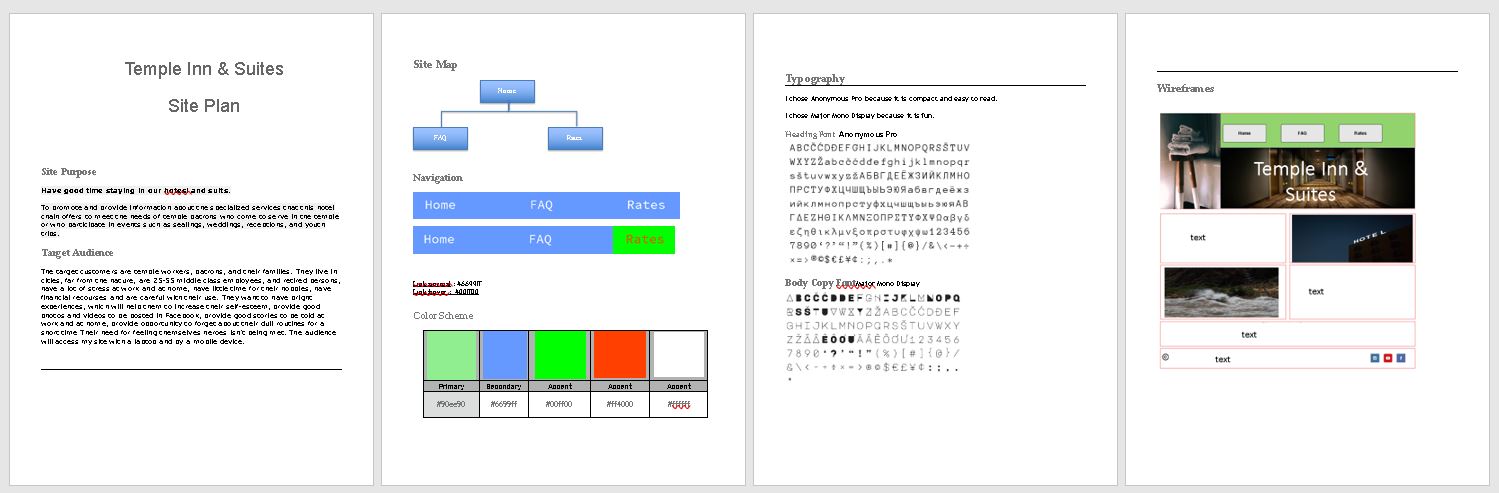 Temple Inn & Suites
Site Plan
Site Purpose
Have good time staying in our hotesl and suits.
To promote and provide information about the specialized services that this hotel
chain offers to meet the needs of temple patrons who come to serve in the temple
or who participate in events such as sealings, weddings, receptions, and youth
trips.
Target Audience
The target customers are temple workers, patrons, and their families. They live in
cities, far from the nature, are 25-55 middle class employees, and retired persons,
have a lot of stress at work and at home, have little time for their hobbies, have
financial recourses and are careful with their use. They want to have bright
experiences, which will help them to increase their self-esteem, provide good
photos and videos to be posted in Facebook, provide good stories to be told at
work and at home, provide opportunity to forget about their dull routines for a
short time Their need for feeling themselves heroes isn't being met. The audience
will access my site with a laptop and by a mobile device.
Site Map
Home
FAQ
Rates
Navigation
Home FAQ Rates
Home FAQ Rates
Link normal: #6699ff
Link hover: #00ff00
Color Scheme
Primary Secondary Accent Accent Accent
#90ee90 #6699ff #00ff00 #ff4000 #ffffff
Typography
I chose Anonymous Pro because it is compact and easy to read.
I chose Major Mono Display because it is fun.
Heading Font: Anonymous Pro
ABCČĆDĐEFGHIJKLMNOPQRSŠTUV
WXYZŽabcčćdđefghijklmnopqr
sštuvwxyzžАБВГДЕЁЖЗИЙКЛМНО
ПРСТУФХЦЧШЩЪЫЬЭЮЯабвгдеёжз
ийклмнопрстуфхцчшщъыьэюяΑΒ
ΓΔΕΖΗΘΙΚΛΜΝΞΟΠΡΣΤΥΦΧΨΩαβγδ
εζηθικλμνξοπρστυφχψω123456
7890‘?’“!”(%)[#]{@}/&\<-+÷
×=>®©$€£¥¢:;,.*
Body Copy Font Major Mono Display
7890‘?’“!”(%)[#]{@}/
&\<-+÷×=>®©$€£¥¢:;,.
*
Wireframes
Home FAQ Rates
Temple Inn &
Suites
text
HOTEL
text
text
© text